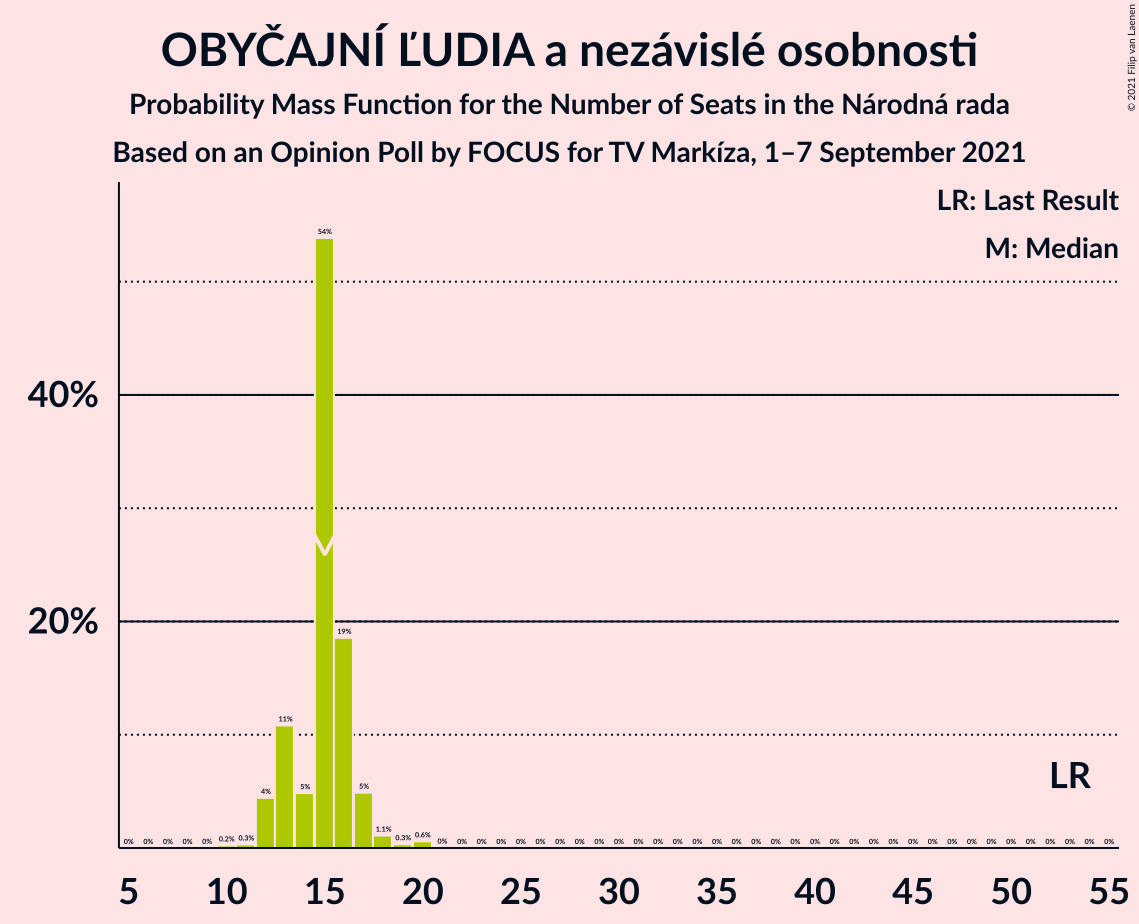 OBYČAJNÍ ĽUDIA a nezávislé osobnosti
Probability Mass Function for the Number of Seats in the Národná rada
Based on an Opinion Poll by FOCUS for TV Markíza, 1–7 September 2021
© 2021 Filip van Laenen
LR: Last Result
M: Median
54%
40%
20%
19%
11%
LR
4% 5% 5%
0% 0% 0% 0% 0% 0.2% 0.3% 1.1% 0.3% 0.6% 0% 0% 0% 0% 0% 0% 0% 0% 0% 0% 0% 0% 0% 0% 0% 0% 0% 0% 0% 0% 0% 0% 0% 0% 0% 0% 0% 0% 0% 0% 0% 0% 0% 0% 0%
5 10 15 20 25 30 35 40 45 50 55